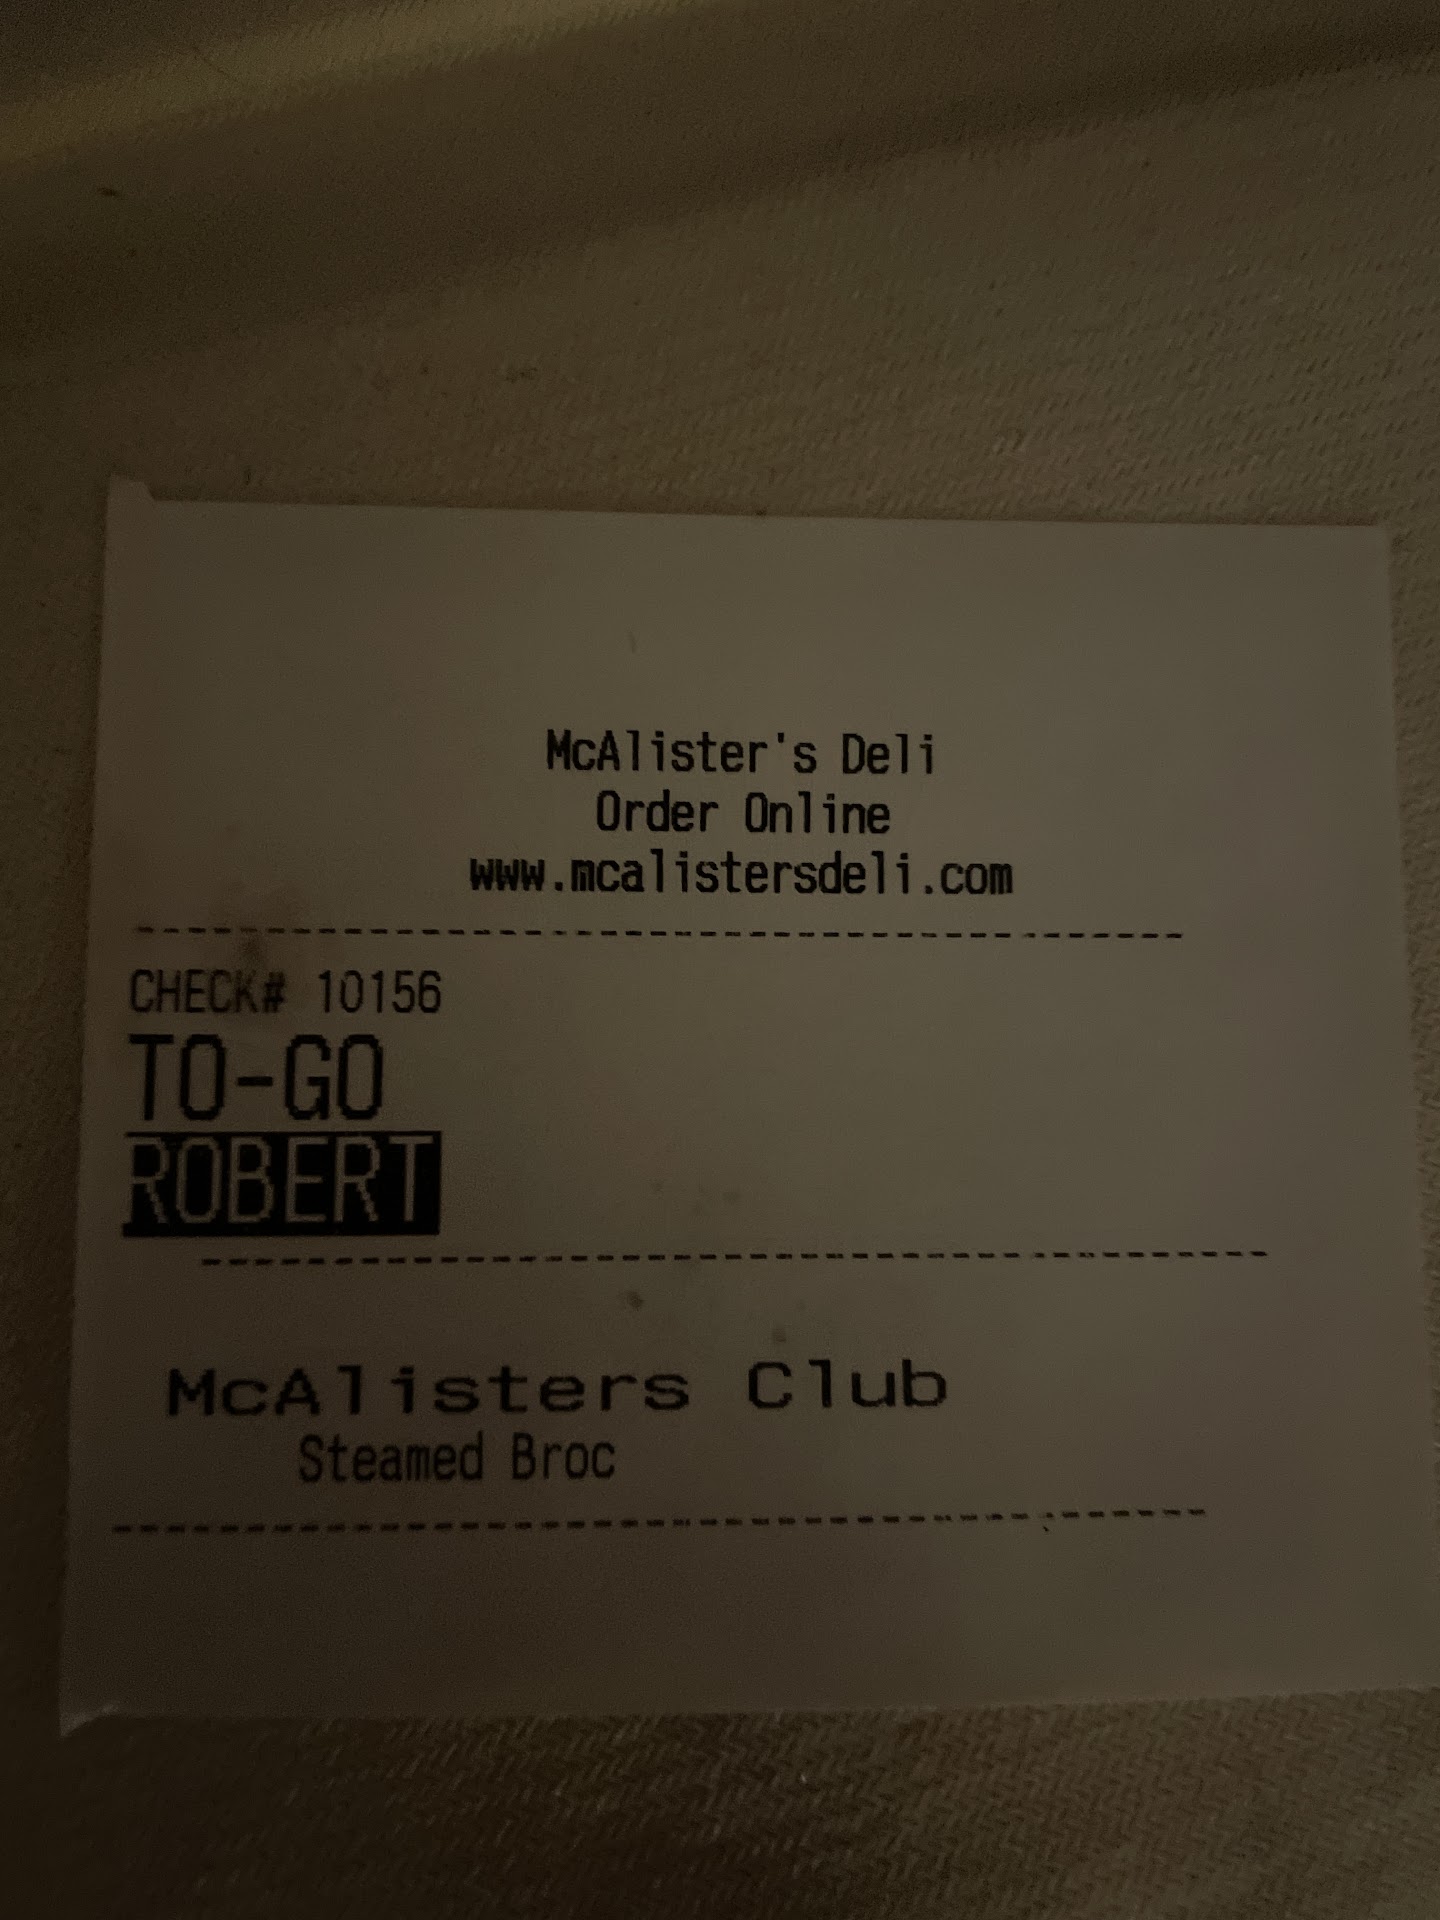 McAlister's Deli
Order Online
www.mcalistersdeli.com
CHECK# 10156
TO-GO
ROBERT
McAlisters Club
Steamed Broc